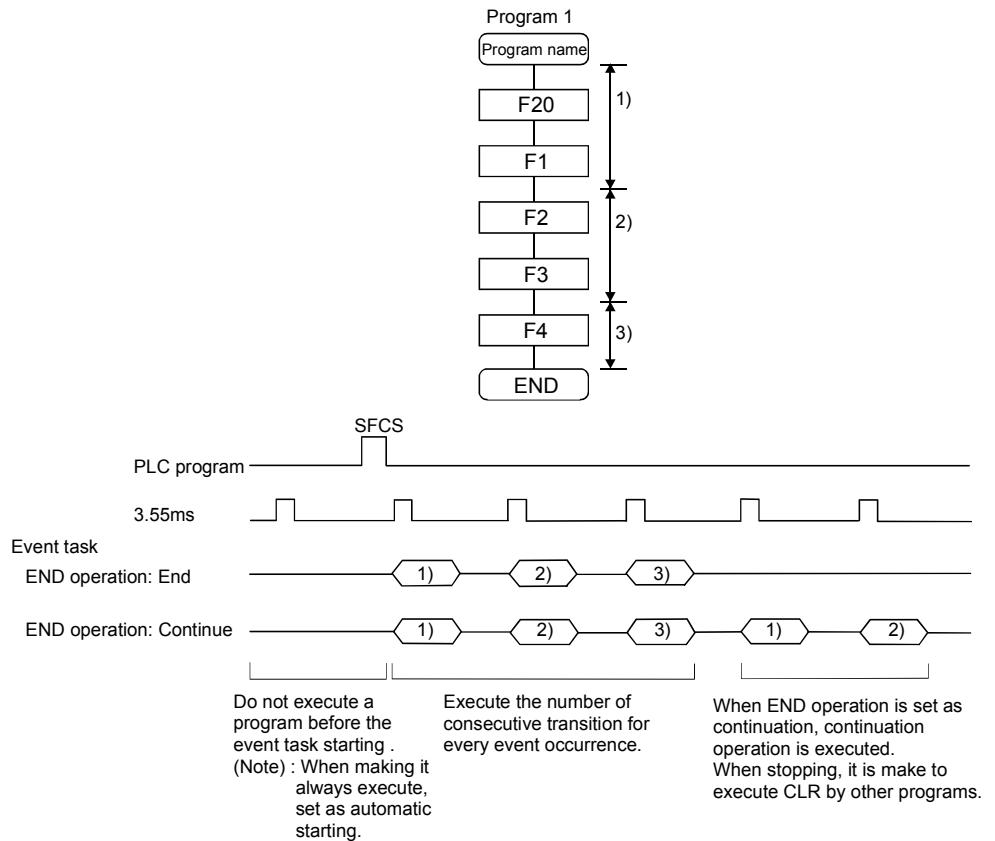 Program 1
Program name
F20
1)
F1
F2
2)
F3
F4
3)
END
SFCS
PLC program
3.55ms
Event task
END operation: End
1)
2)
3)
END operation: Continue
1)
2)
3)
1)
2)
Do not execute a
program before the
event task starting .
(Note) : When making it
always execute,
set as automatic
starting.
Execute the number of
consecutive transition for
every event occurrence.
When END operation is set as
continuation, continuation
operation is executed.
When stopping, it is make to
execute CLR by other programs.